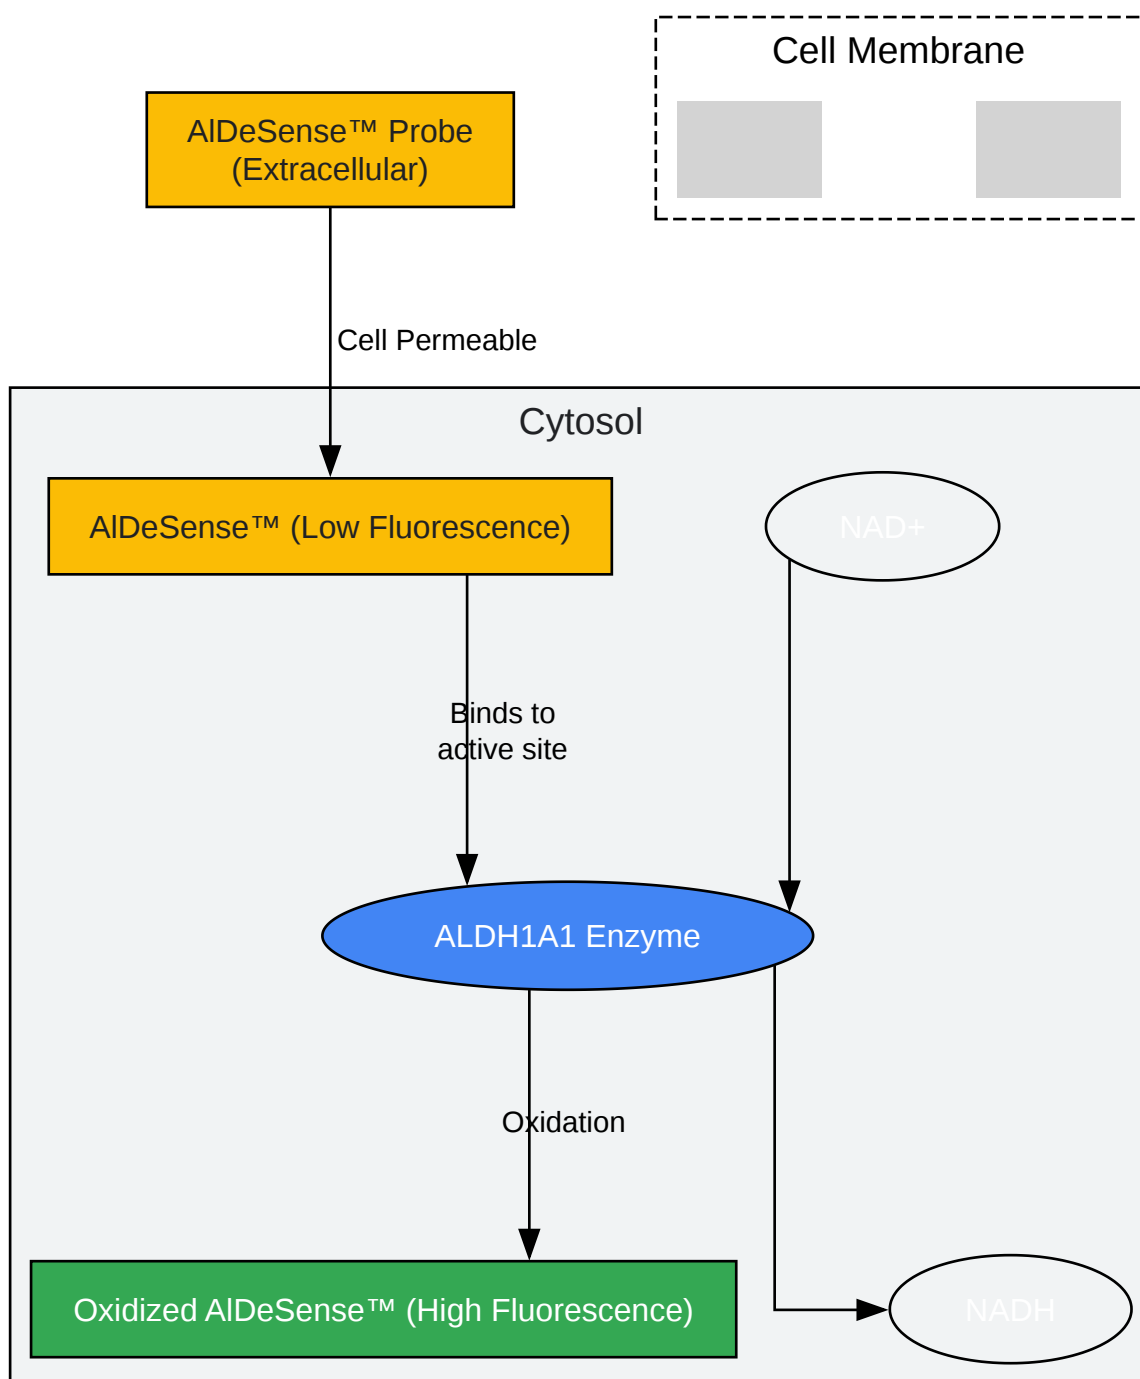 Cell Membrane
AlDeSense™ Probe
(Extracellular)
Cell Permeable
Cytosol
AlDeSense™ (Low Fluorescence)
NAD+
Binds to
active site
ALDH1A1 Enzyme
Oxidation
Oxidized AlDeSense™ (High Fluorescence)
NADH